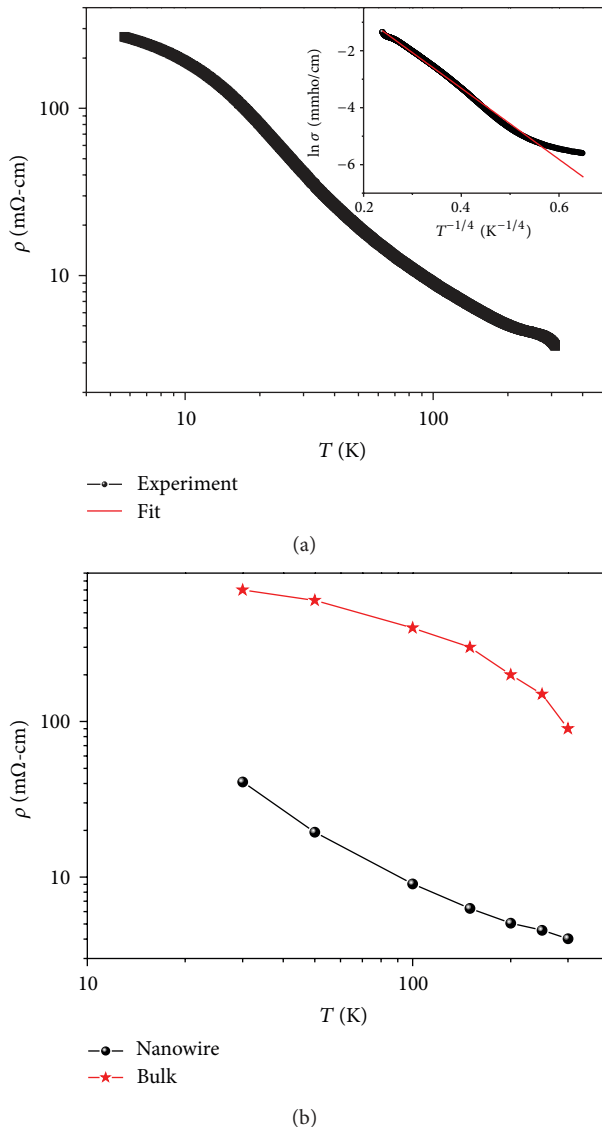 100
10
ρ (mΩ-cm)
10
100
T (K)
−2
−4
−6
ln σ (mmho/cm)
0.2
0.4
0.6
T−1/4 (K−1/4)
Experiment
Fit
(a)
100
10
ρ (mΩ-cm)
10
100
T (K)
Nanowire
Bulk
(b)